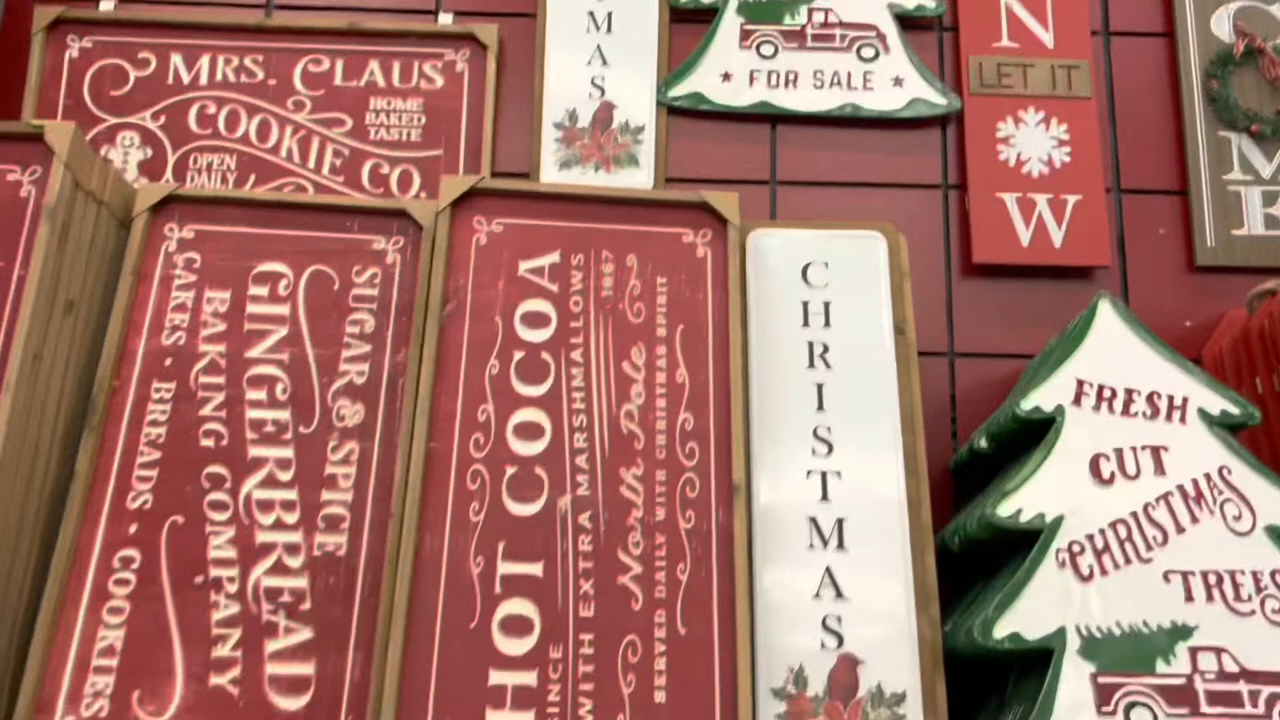 MRS. CLAUS
COOKIE CO.
HOME
BAKED
TASTE
OPEN
DAILY
MAS
★ FOR SALE ★
N
LET IT
W
M
E
SUGAR & SPICE
GINGERBREAD
BAKING COMPANY
CAKES • BREADS • COOKIES
HOT COCOA
SINCE 1867
WITH EXTRA MARSHMALLOWS
North Pole
SERVED DAILY WITH CHRISTMAS SPIRIT
CHRISTMAS
FRESH
CUT
CHRISTMAS
TREES